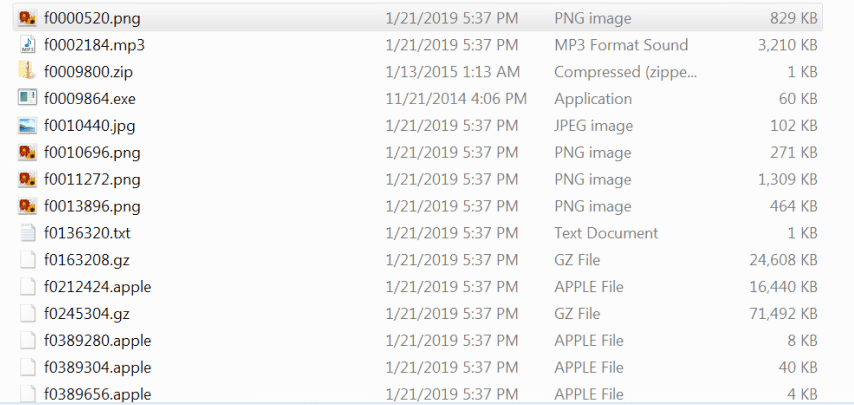 f0000520.png 1/21/2019 5:37 PM PNG image 829 KB
f0002184.mp3 1/21/2019 5:37 PM MP3 Format Sound 3,210 KB
f0009800.zip 1/13/2015 1:13 AM Compressed (zippe... 1 KB
f0009864.exe 11/21/2014 4:06 PM Application 60 KB
f0010440.jpg 1/21/2019 5:37 PM JPEG image 102 KB
f0010696.png 1/21/2019 5:37 PM PNG image 271 KB
f0011272.png 1/21/2019 5:37 PM PNG image 1,309 KB
f0013896.png 1/21/2019 5:37 PM PNG image 464 KB
f0136320.txt 1/21/2019 5:37 PM Text Document 1 KB
f0163208.gz 1/21/2019 5:37 PM GZ File 24,608 KB
f0212424.apple 1/21/2019 5:37 PM APPLE File 16,440 KB
f0245304.gz 1/21/2019 5:37 PM GZ File 71,492 KB
f0389280.apple 1/21/2019 5:37 PM APPLE File 8 KB
f0389304.apple 1/21/2019 5:37 PM APPLE File 40 KB
f0389656.apple 1/21/2019 5:37 PM APPLE File 4 KB